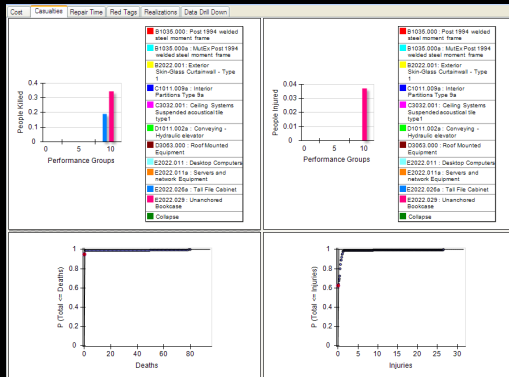 Cost Casualties Repair Time Red Tags Realizations Data Drill Down
People Killed
0.4
0.3
0.2
0.1
0
0 5 10
Performance Groups
B1035.000: Post 1994 welded
steel moment frame
B1035.000a : MutEx Post 1994
welded steel moment frame
B2022.001: Exterior
Skin-Glass Curtainwall - Type
1
C1011.009a : Interior
Partitions Type 9a
C3032.001 : Ceiling Systems
Suspended acoustical tile
type1
D1011.002a : Conveying -
Hydraulic elevator
D3063.000 : Roof Mounted
Equipment
E2022.011 : Desktop Computers
E2022.011a : Servers and
network Equipment
E2022.026a : Tall File Cabinet
E2022.029 : Unanchored
Bookcase
Collapse
People Injured
0.04
0.03
0.02
0.01
0
0 5 10
Performance Groups
B1035.000: Post 1994 welded
steel moment frame
B1035.000a : MutEx Post 1994
welded steel moment frame
B2022.001: Exterior
Skin-Glass Curtainwall - Type
1
C1011.009a : Interior
Partitions Type 9a
C3032.001 : Ceiling Systems
Suspended acoustical tile
type1
D1011.002a : Conveying -
Hydraulic elevator
D3063.000 : Roof Mounted
Equipment
E2022.011 : Desktop Computers
E2022.011a : Servers and
network Equipment
E2022.026a : Tall File Cabinet
E2022.029 : Unanchored
Bookcase
Collapse
P (Total <= Deaths)
1
0.8
0.6
0.4
0.2
0
0 20 40 60 80
Deaths
P (Total <= Injuries)
1
0.8
0.6
0.4
0.2
0
0 5 10 15 20 25 30
Injuries